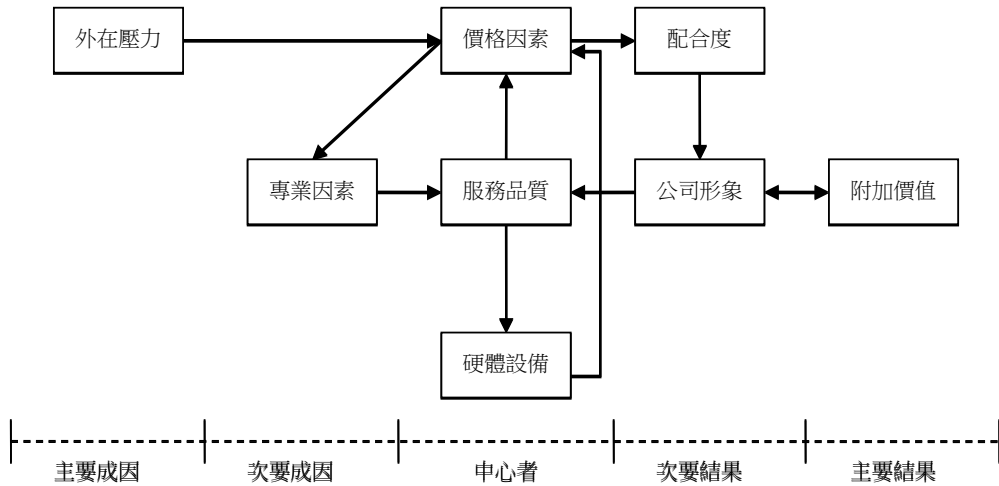 外在壓力
價格因素
配合度
專業因素
服務品質
公司形象
附加價值
硬體設備
主要成因
次要成因
中心者
次要結果
主要結果